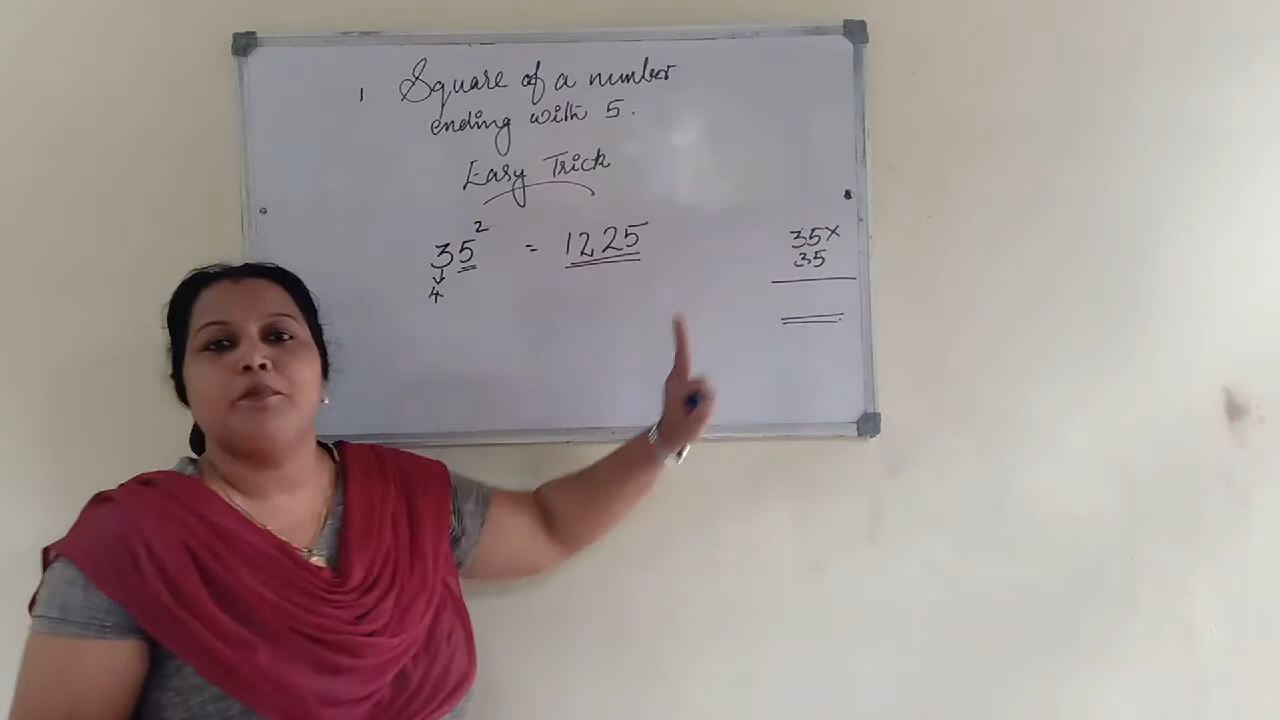 1 Square of a number
ending with 5.
Easy Trick
35² = 1225
↓
4
35×
35